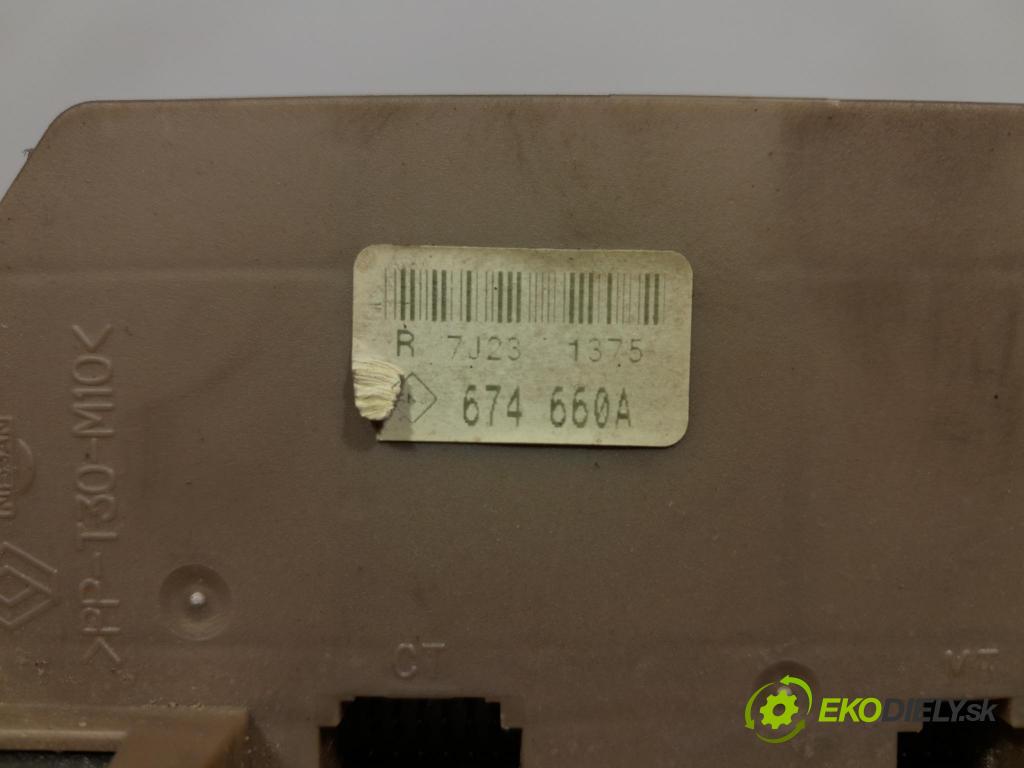 R 7J23 1375
674 660A
NISSAN
>PP-T30-M10<
CT
EKODIELY.sk